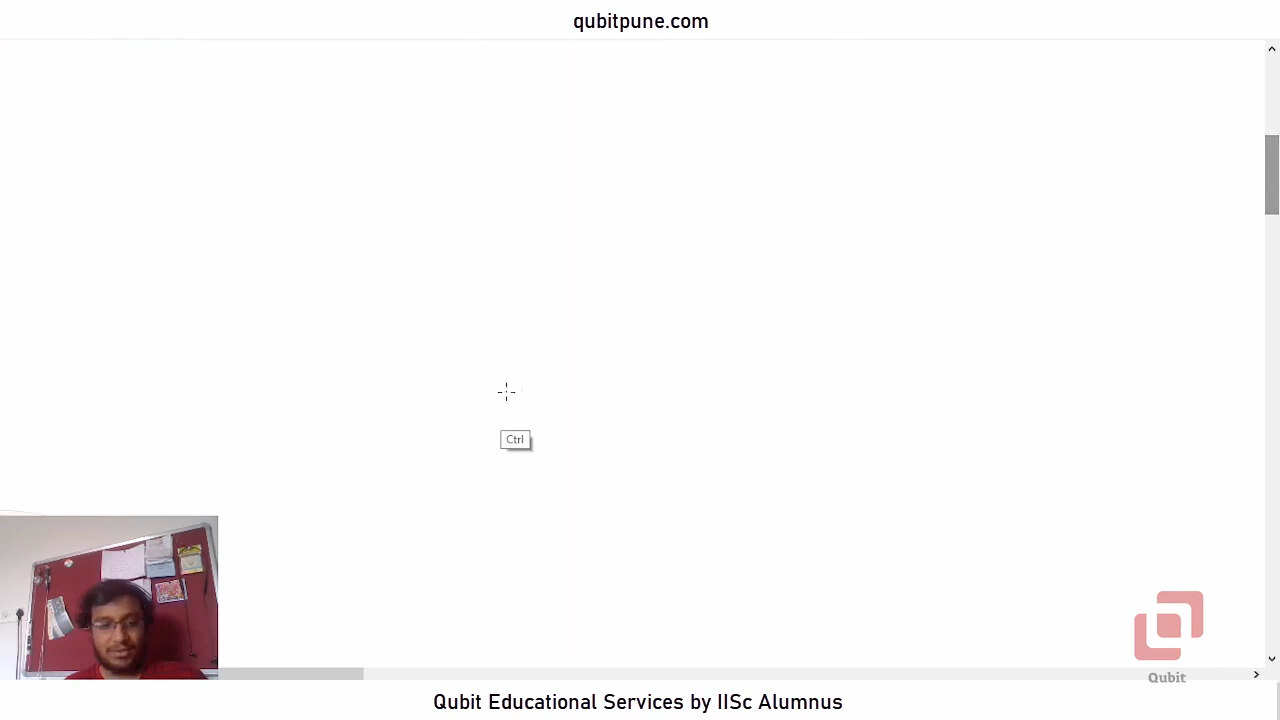 qubitpune.com
Ctrl
Qubit
Qubit Educational Services by IISc Alumnus